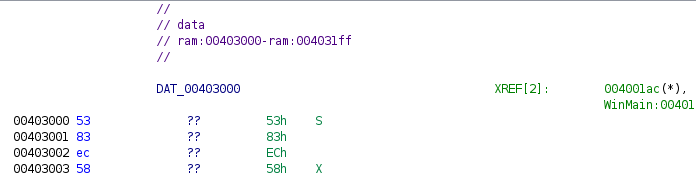 //
// data
// ram:00403000-ram:004031ff
//
DAT_00403000 XREF[2]: 004001ac(*),
WinMain:00401
00403000 53 ?? 53h S
00403001 83 ?? 83h
00403002 ec ?? ECh
00403003 58 ?? 58h X